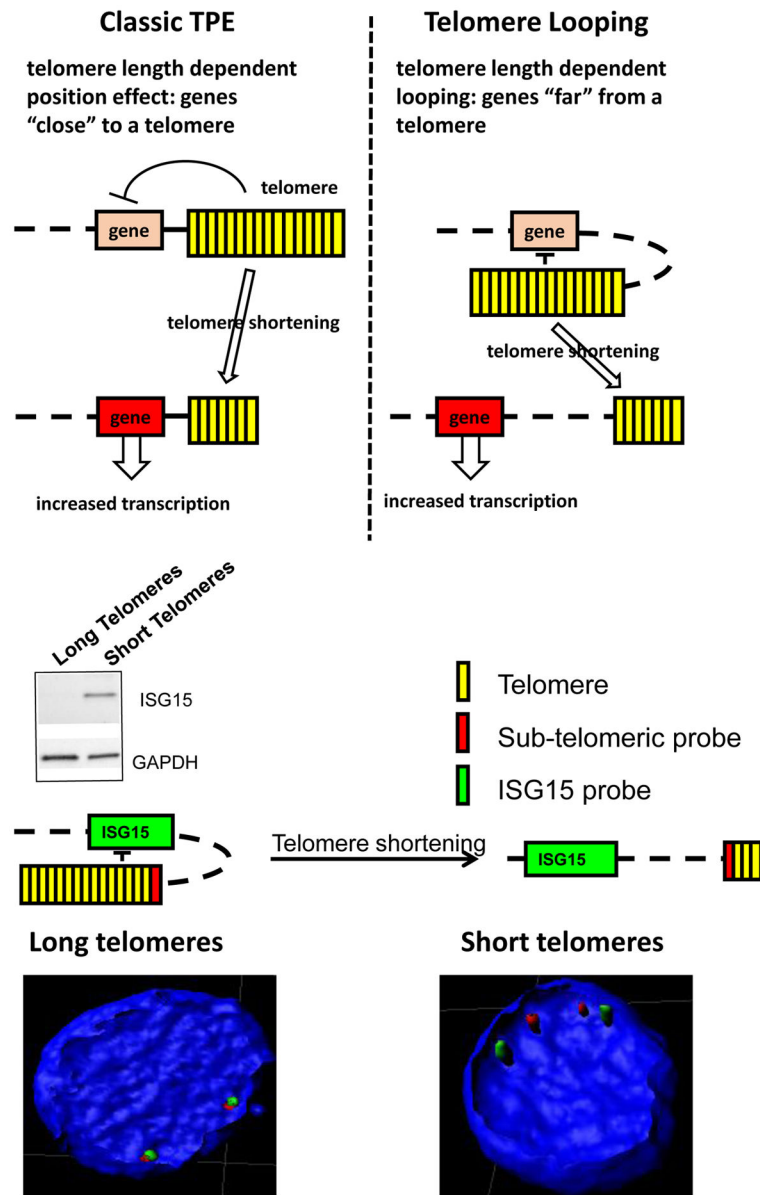 Classic TPE
telomere length dependent
position effect: genes
“close” to a telomere
telomere
gene
telomere shortening
gene
increased transcription
Telomere Looping
telomere length dependent
looping: genes “far” from a
telomere
gene
telomere shortening
gene
increased transcription
Long Telomeres
Short Telomeres
ISG15
GAPDH
Telomere
Sub-telomeric probe
ISG15 probe
ISG15
Telomere shortening
ISG15
Long telomeres
Short telomeres